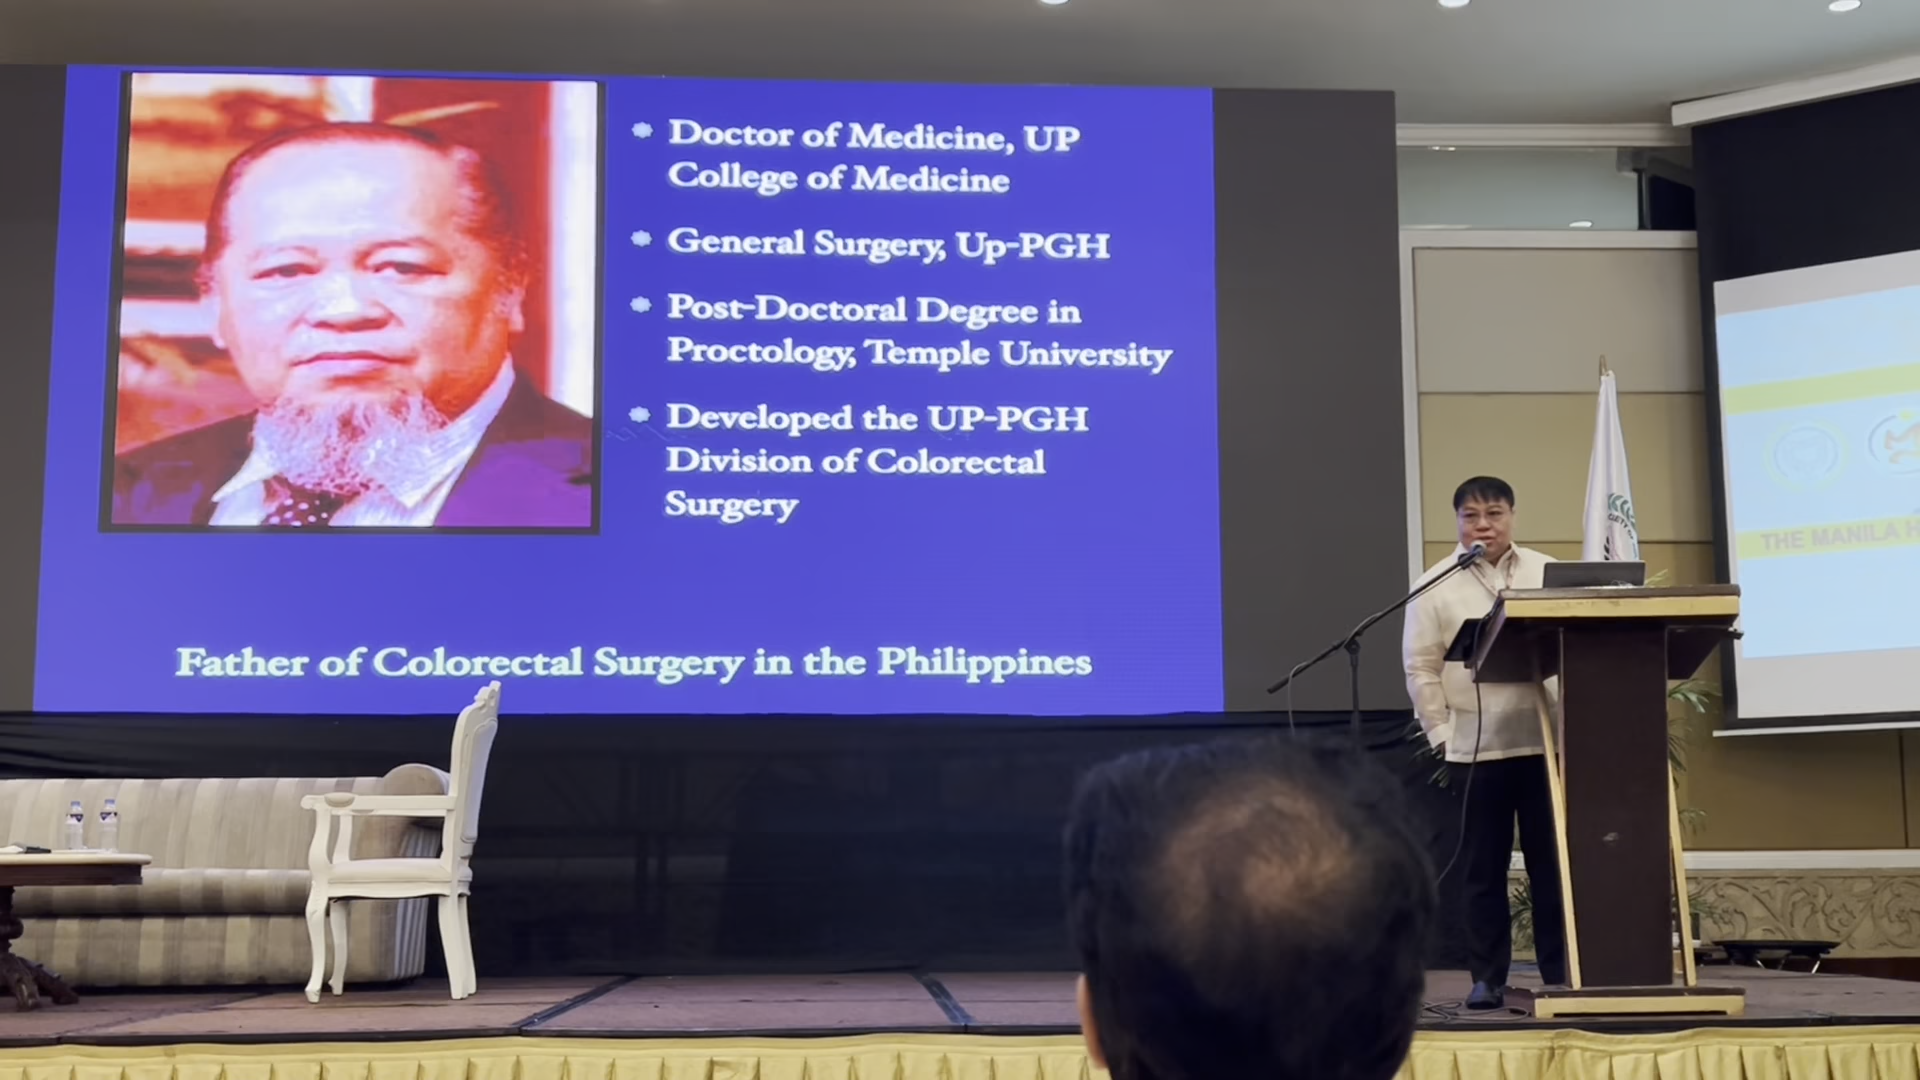 Doctor of Medicine, UP
College of Medicine
General Surgery, Up-PGH
Post-Doctoral Degree in
Proctology, Temple University
Developed the UP-PGH
Division of Colorectal
Surgery
Father of Colorectal Surgery in the Philippines
THE MANILA H